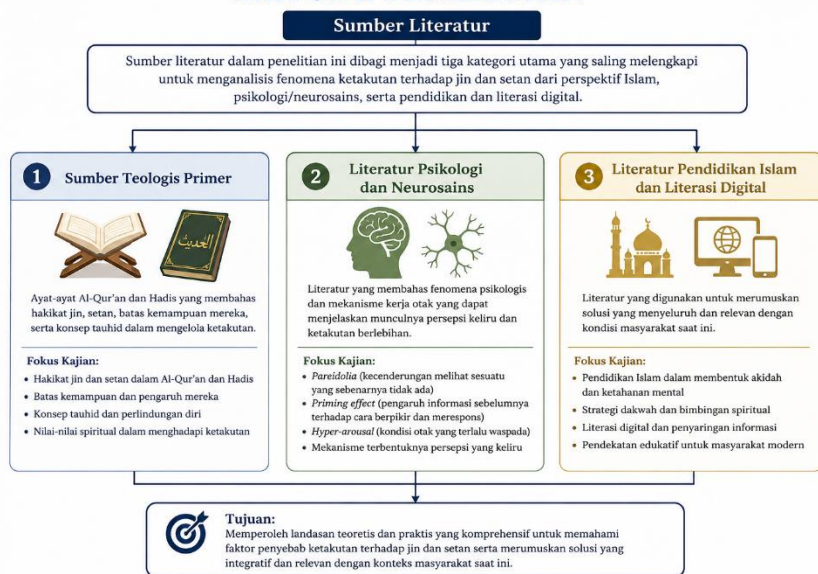 Sumber Literatur
Sumber literatur dalam penelitian ini dibagi menjadi tiga kategori utama yang saling melengkapi
untuk menganalisis fenomena ketakutan terhadap jin dan setan dari perspektif Islam,
psikologi/neurosains, serta pendidikan dan literasi digital.
1 Sumber Teologis Primer
الحديث
Ayat-ayat Al-Qur'an dan Hadis yang membahas
hakikat jin, setan, batas kemampuan mereka,
serta konsep tauhid dalam mengelola ketakutan.
Fokus Kajian:
• Hakikat jin dan setan dalam Al-Qur'an dan Hadis
• Batas kemampuan dan pengaruh mereka
• Konsep tauhid dan perlindungan diri
• Nilai-nilai spiritual dalam menghadapi ketakutan
2 Literatur Psikologi
dan Neurosains
Literatur yang membahas fenomena psikologis
dan mekanisme kerja otak yang dapat
menjelaskan munculnya persepsi keliru dan
ketakutan berlebihan.
Fokus Kajian:
• Pareidolia (kecenderungan melihat sesuatu
yang sebenarnya tidak ada)
• Priming effect (pengaruh informasi sebelumnya
terhadap cara berpikir dan merespons)
• Hyper-arousal (kondisi otak yang terlalu waspada)
• Mekanisme terbentuknya persepsi yang keliru
3 Literatur Pendidikan Islam
dan Literasi Digital
Literatur yang digunakan untuk merumuskan
solusi yang menyeluruh dan relevan dengan
kondisi masyarakat saat ini.
Fokus Kajian:
• Pendidikan Islam dalam membentuk akidah
dan ketahanan mental
• Strategi dakwah dan bimbingan spiritual
• Literasi digital dan penyaringan informasi
• Pendekatan edukatif untuk masyarakat modern
Tujuan:
Memperoleh landasan teoretis dan praktis yang komprehensif untuk memahami
faktor penyebab ketakutan terhadap jin dan setan serta merumuskan solusi yang
integratif dan relevan dengan konteks masyarakat saat ini.